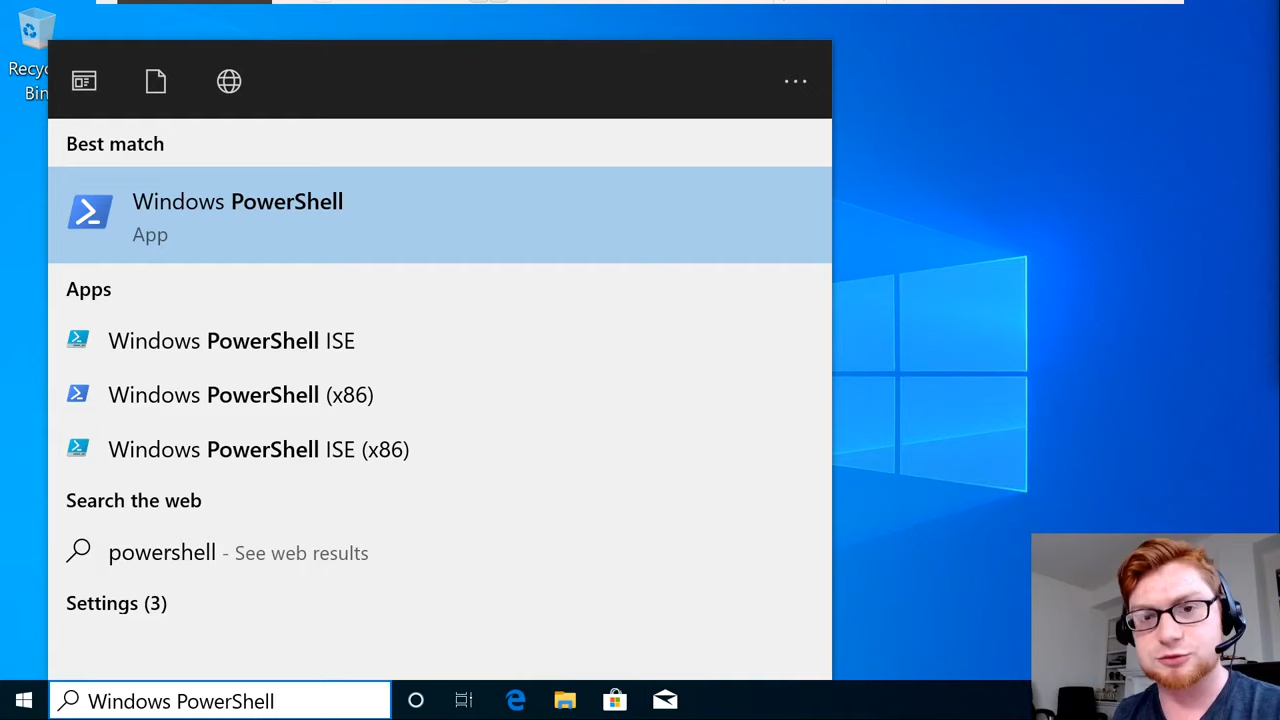 Recyc
Bin
Best match
Windows PowerShell
App
Apps
Windows PowerShell ISE
Windows PowerShell (x86)
Windows PowerShell ISE (x86)
Search the web
powershell - See web results
Settings (3)
Windows PowerShell